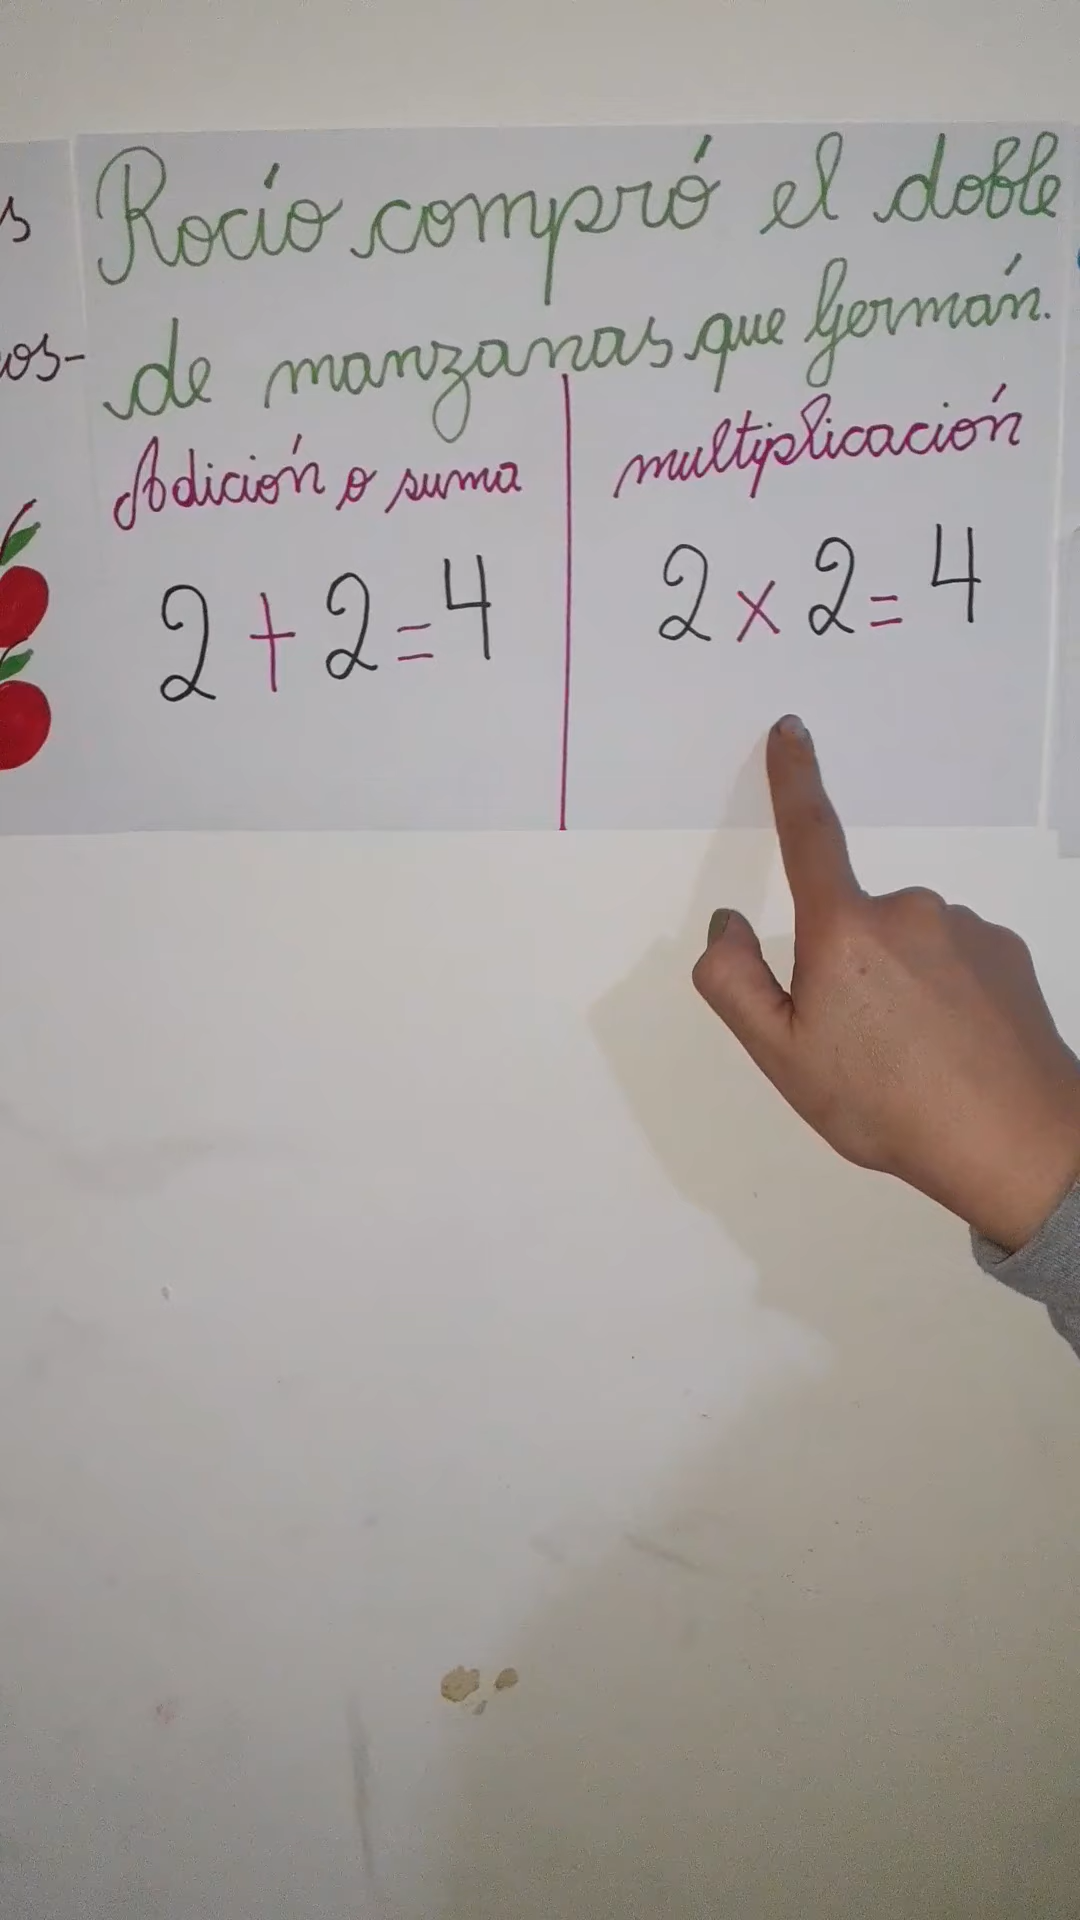 Rocío compró el doble
de manzanas que Germán.
Adición o suma
2 + 2 = 4
multiplicación
2 x 2 = 4